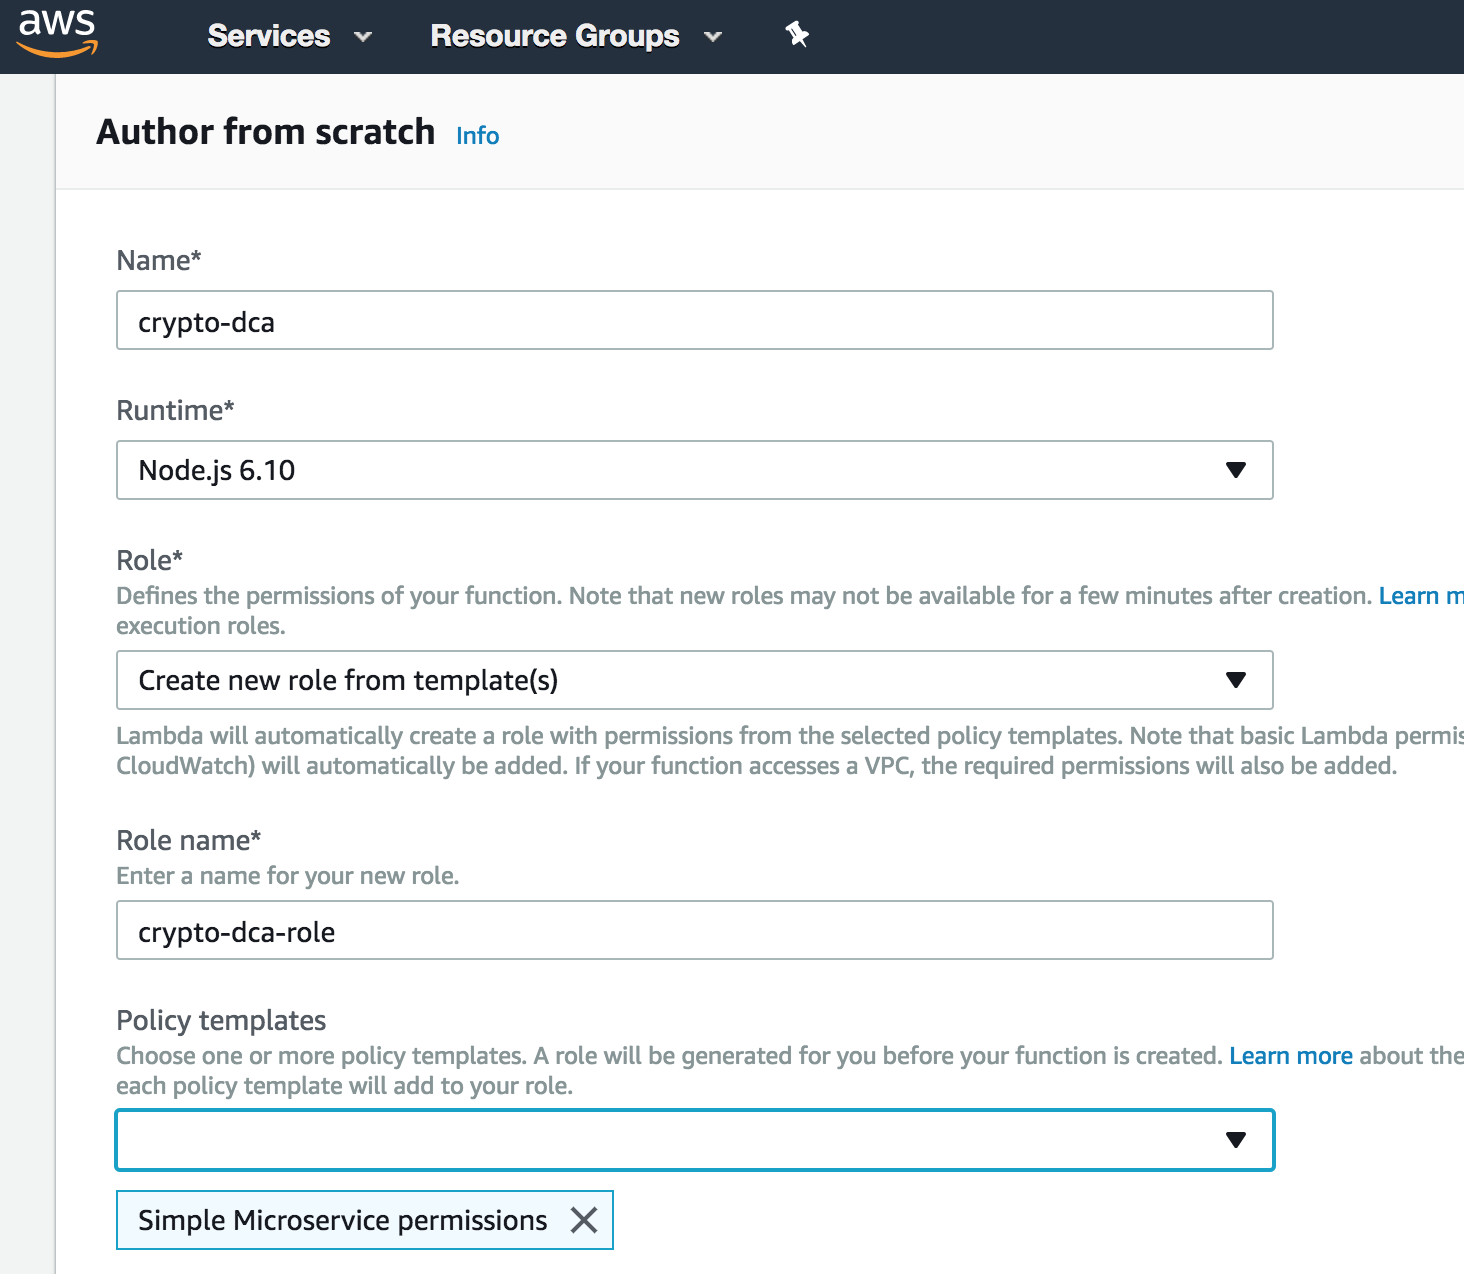 aws
Services
Resource Groups
Author from scratch Info
Name*
crypto-dca
Runtime*
Node.js 6.10
Role*
Defines the permissions of your function. Note that new roles may not be available for a few minutes after creation. Learn
execution roles.
Create new role from template(s)
Lambda will automatically create a role with permissions from the selected policy templates. Note that basic Lambda
CloudWatch) will automatically be added. If your function accesses a VPC, the required permissions will also be added.
Role name*
Enter a name for your new role.
crypto-dca-role
Policy templates
Choose one or more policy templates. A role will be generated for you before your function is created. Learn more about the
each policy template will add to your role.
Simple Microservice permissions